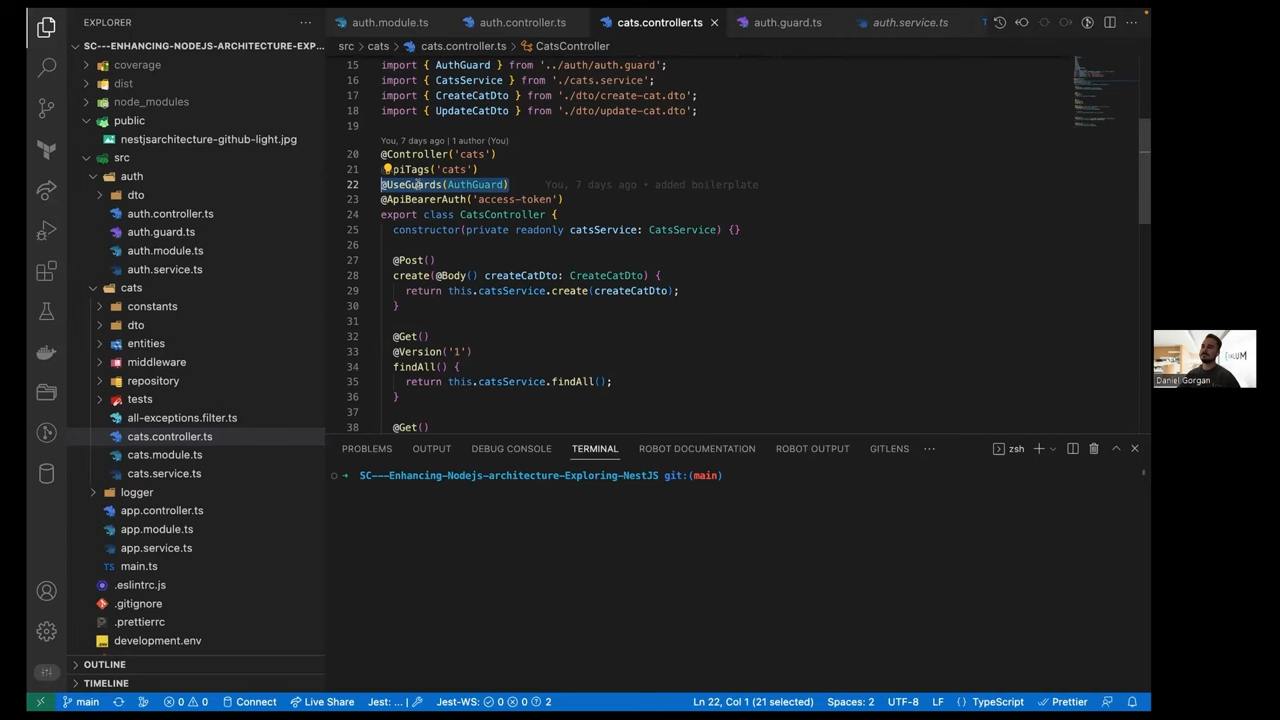 EXPLORER
SC---ENHANCING-NODEJS-ARCHITECTURE-EXP...
coverage
dist
node_modules
public
nestjsarchitecture-github-light.jpg
src
auth
dto
auth.controller.ts
auth.guard.ts
auth.module.ts
auth.service.ts
cats
constants
dto
entities
middleware
repository
tests
all-exceptions.filter.ts
cats.controller.ts
cats.module.ts
cats.service.ts
logger
app.controller.ts
app.module.ts
app.service.ts
TS main.ts
.eslintrc.js
.gitignore
.prettierrc
development.env
OUTLINE
TIMELINE
auth.module.ts auth.controller.ts cats.controller.ts auth.guard.ts auth.service.ts
src > cats > cats.controller.ts > CatsController
15 import { AuthGuard } from '../auth/auth.guard';
16 import { CatsService } from './cats.service';
17 import { CreateCatDto } from './dto/create-cat.dto';
18 import { UpdateCatDto } from './dto/update-cat.dto';
19
You, 7 days ago | 1 author (You)
20 @Controller('cats')
21 piTags('cats')
22 @UseGuards(AuthGuard) You, 7 days ago • added boilerplate
23 @ApiBearerAuth('access-token')
24 export class CatsController {
25 constructor(private readonly catsService: CatsService) {}
26
27 @Post()
28 create(@Body() createCatDto: CreateCatDto) {
29 return this.catsService.create(createCatDto);
30 }
31
32 @Get()
33 @Version('1')
34 findAll() {
35 return this.catsService.findAll();
36 }
37
38 @Get()
PROBLEMS OUTPUT DEBUG CONSOLE TERMINAL ROBOT DOCUMENTATION ROBOT OUTPUT GITLENS ··· zsh
SC---Enhancing-Nodejs-architecture-Exploring-NestJS git:(main)
main 0 0 Connect Live Share Jest: ... | Jest-WS: 0 0 2 Ln 22, Col 1 (21 selected) Spaces: 2 UTF-8 LF { } TypeScript Prettier
Daniel Gorgan